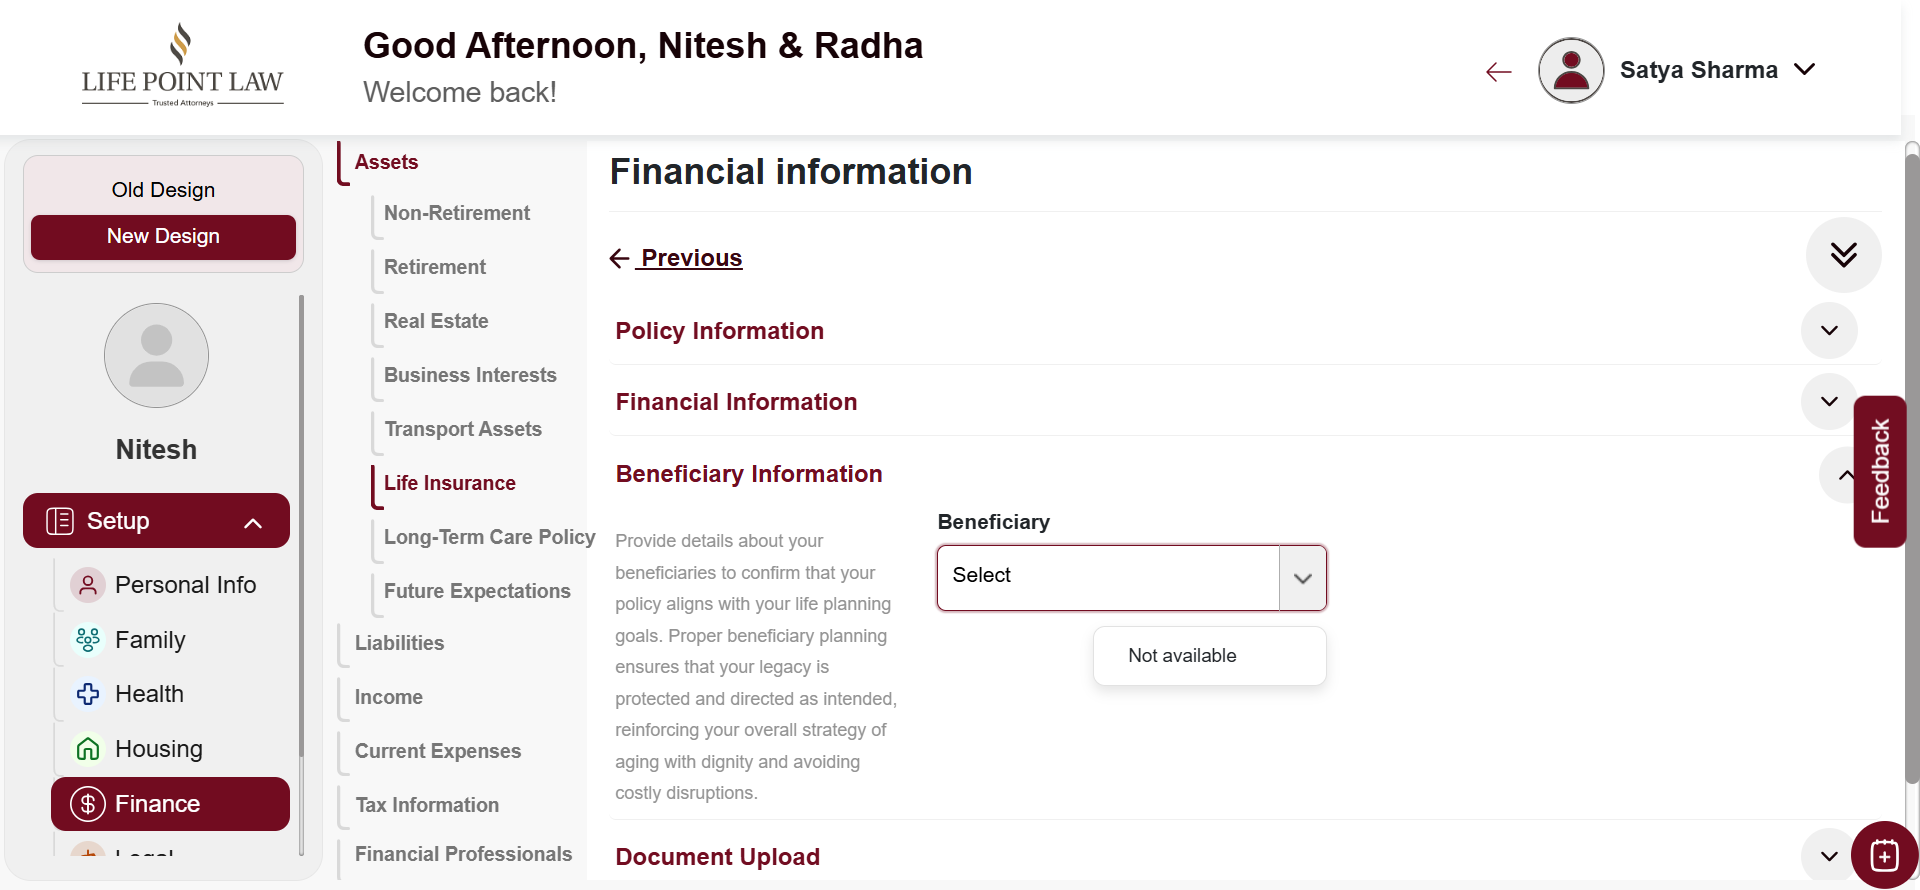 LIFE POINT LAW
Trusted Attorneys
Good Afternoon, Nitesh & Radha
Welcome back!
Satya Sharma
Old Design
New Design
Nitesh
Setup
Personal Info
Family
Health
Housing
Finance
Legal
Assets
Non-Retirement
Retirement
Real Estate
Business Interests
Transport Assets
Life Insurance
Long-Term Care Policy
Future Expectations
Liabilities
Income
Current Expenses
Tax Information
Financial Professionals
Financial information
Previous
Policy Information
Financial Information
Beneficiary Information
Provide details about your
beneficiaries to confirm that your
policy aligns with your life planning
goals. Proper beneficiary planning
ensures that your legacy is
protected and directed as intended,
reinforcing your overall strategy of
aging with dignity and avoiding
costly disruptions.
Beneficiary
Select
Not available
Document Upload
Feedback